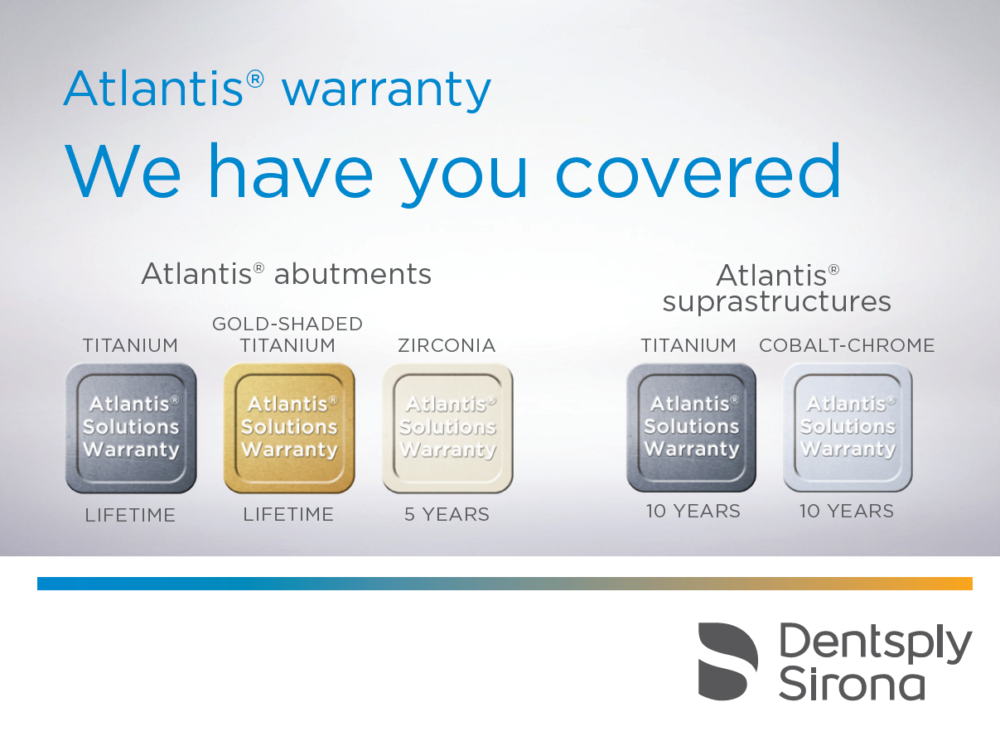 Atlantis® warranty
We have you covered
Atlantis® abutments
TITANIUM
GOLD-SHADED
TITANIUM
ZIRCONIA
Atlantis®
Solutions
Warranty
Atlantis®
Solutions
Warranty
Atlantis®
Solutions
Warranty
LIFETIME
LIFETIME
5 YEARS
Atlantis®
suprastructures
TITANIUM
COBALT-CHROME
Atlantis®
Solutions
Warranty
Atlantis®
Solutions
Warranty
10 YEARS
10 YEARS
Dentsply
Sirona